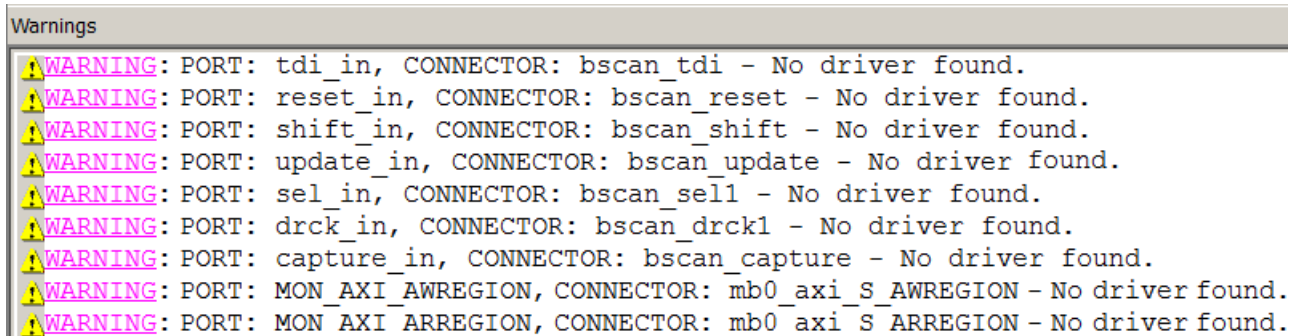 Warnings
WARNING: PORT: tdi_in, CONNECTOR: bscan_tdi - No driver found.
WARNING: PORT: reset_in, CONNECTOR: bscan_reset - No driver found.
WARNING: PORT: shift_in, CONNECTOR: bscan_shift - No driver found.
WARNING: PORT: update_in, CONNECTOR: bscan_update - No driver found.
WARNING: PORT: sel_in, CONNECTOR: bscan_sel1 - No driver found.
WARNING: PORT: drck_in, CONNECTOR: bscan_drck1 - No driver found.
WARNING: PORT: capture_in, CONNECTOR: bscan_capture - No driver found.
WARNING: PORT: MON_AXI_AWREGION, CONNECTOR: mb0_axi_S_AWREGION - No driver found.
WARNING: PORT: MON_AXI_ARREGION, CONNECTOR: mb0_axi_S_ARREGION - No driver found.